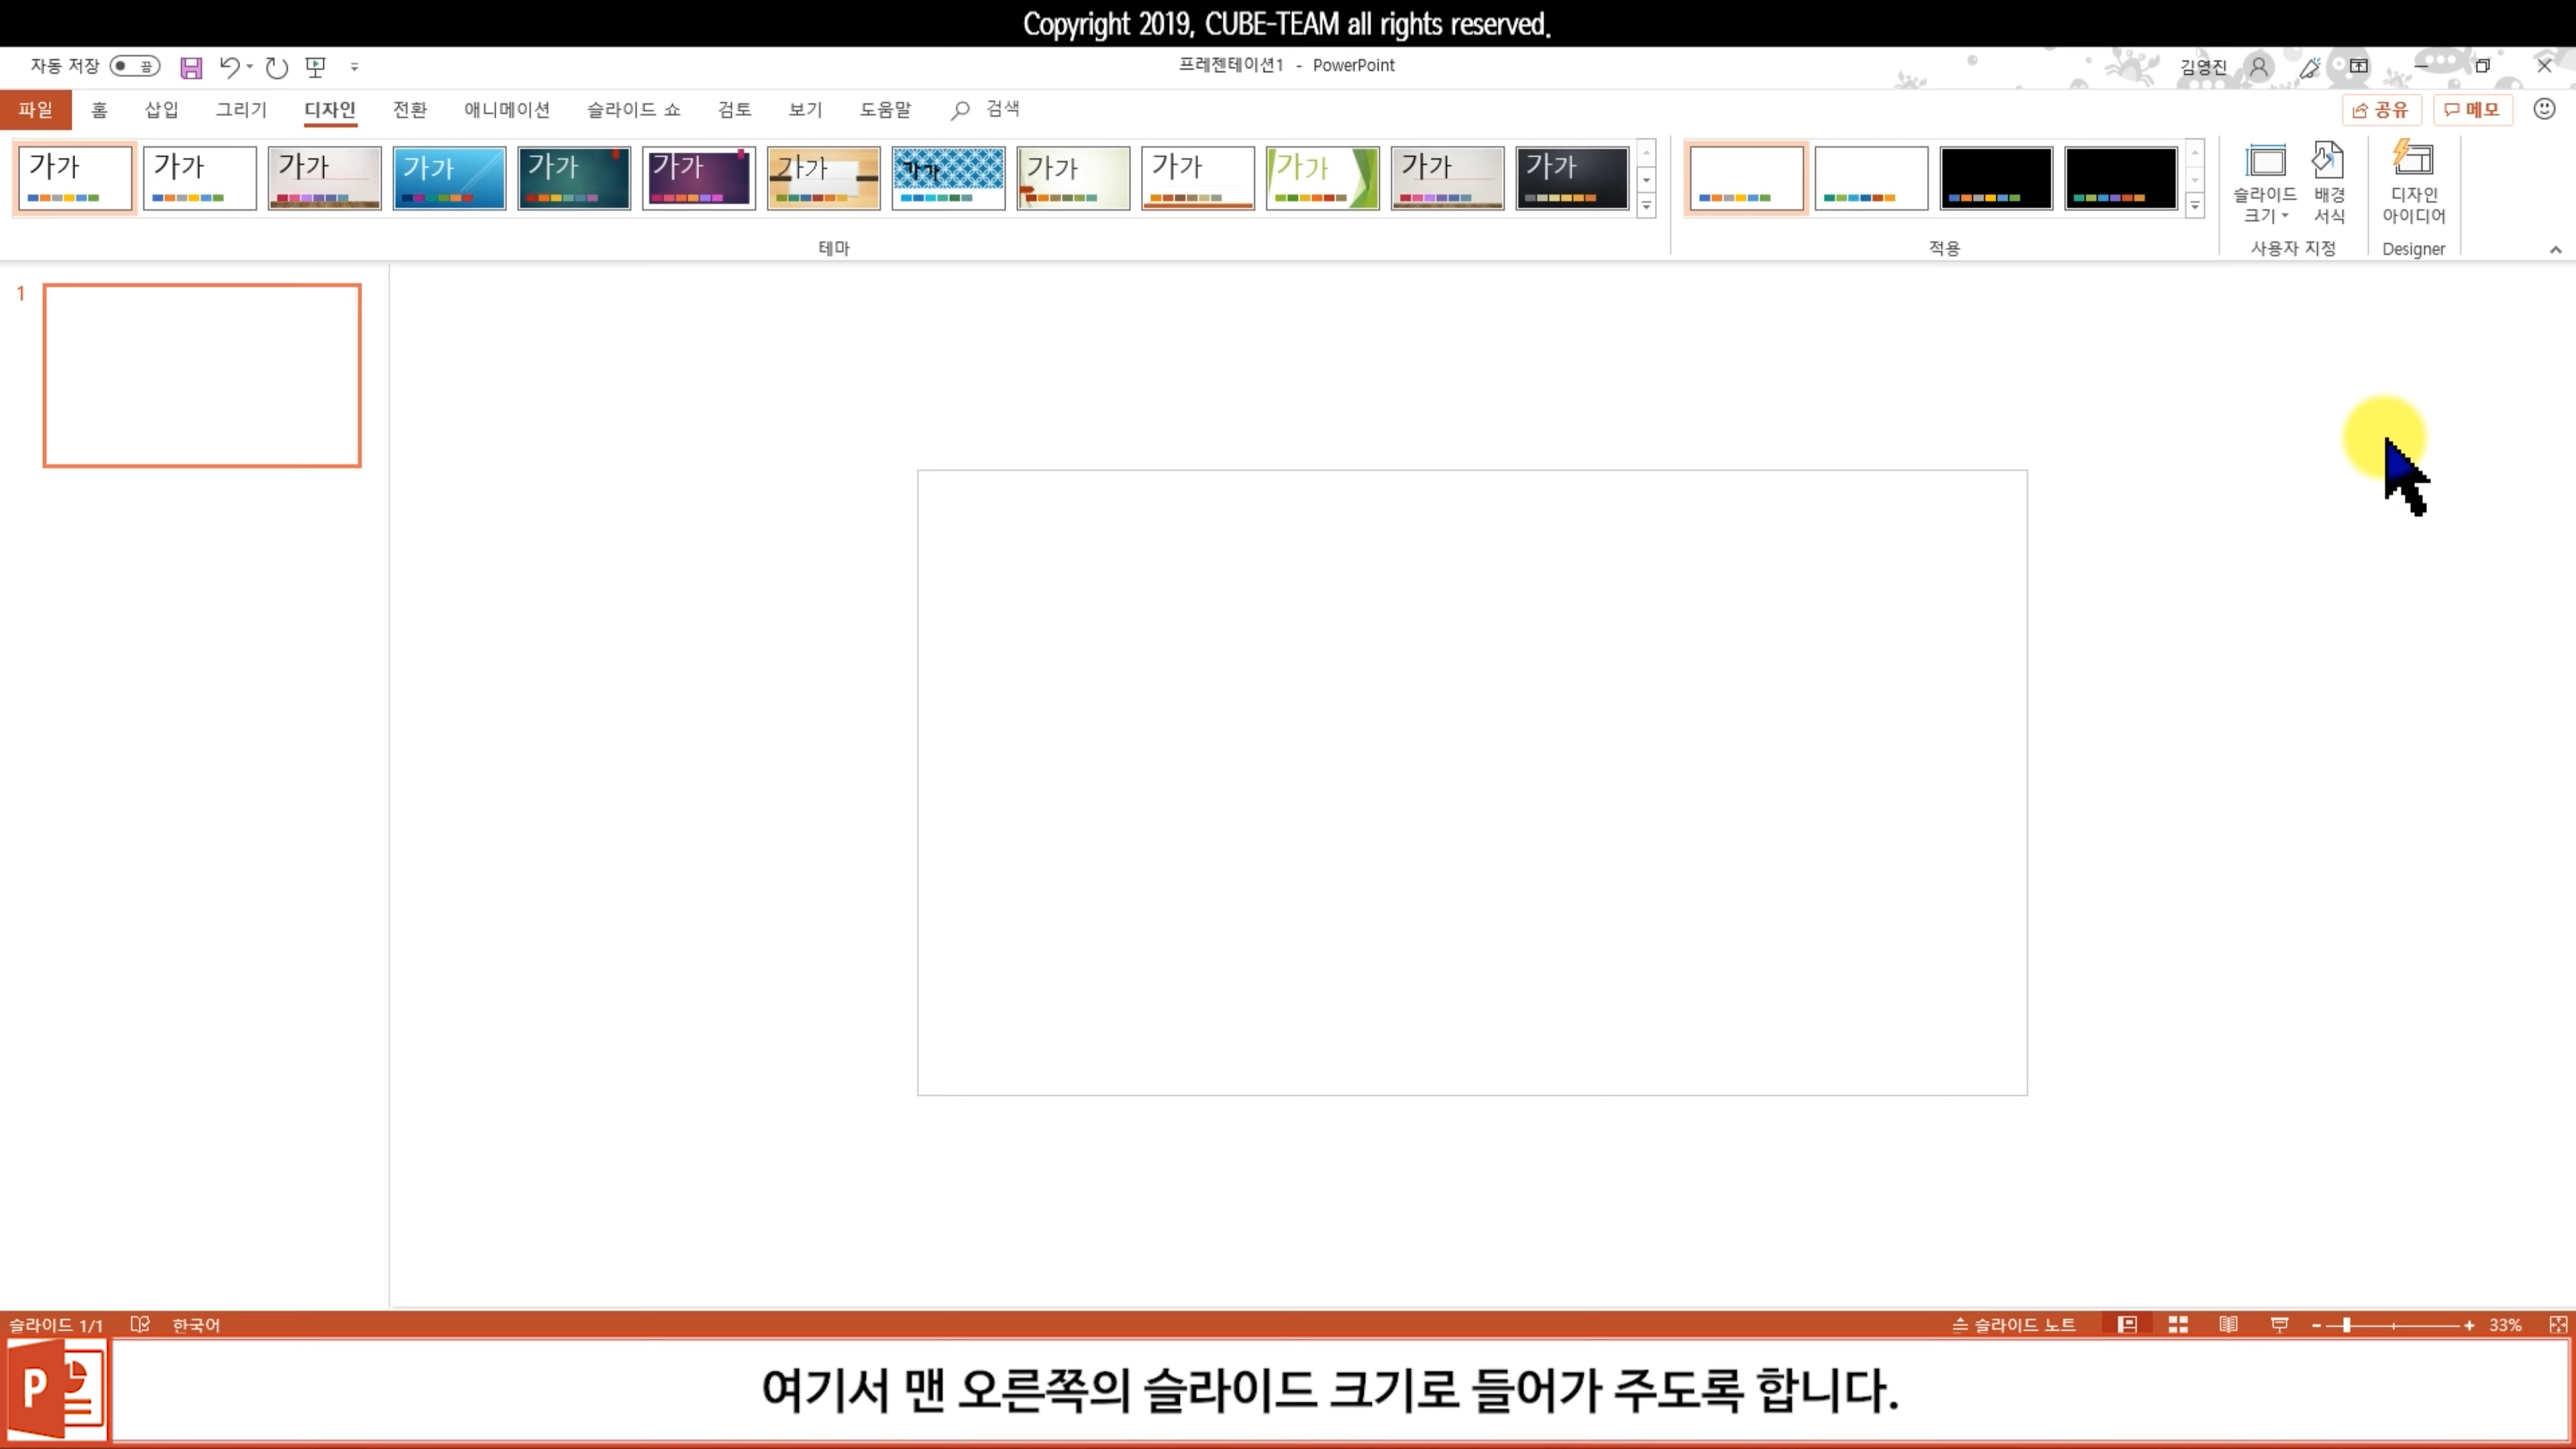 Copyright 2019, CUBE-TEAM all rights reserved.
자동 저장 끔
프레젠테이션1 - PowerPoint
김영진
파일 홈 삽입 그리기 디자인 전환 애니메이션 슬라이드 쇼 검토 보기 도움말 검색
공유 메모
가가 가가 가가 가가 가가 가가 가가 가가 가가 가가 가가 가가 가가
슬라이드 크기
배경 서식
디자인 아이디어
테마 적용 사용자 지정 Designer
1
슬라이드 1/1 한국어
슬라이드 노트 33%
P
여기서 맨 오른쪽의 슬라이드 크기로 들어가 주도록 합니다.